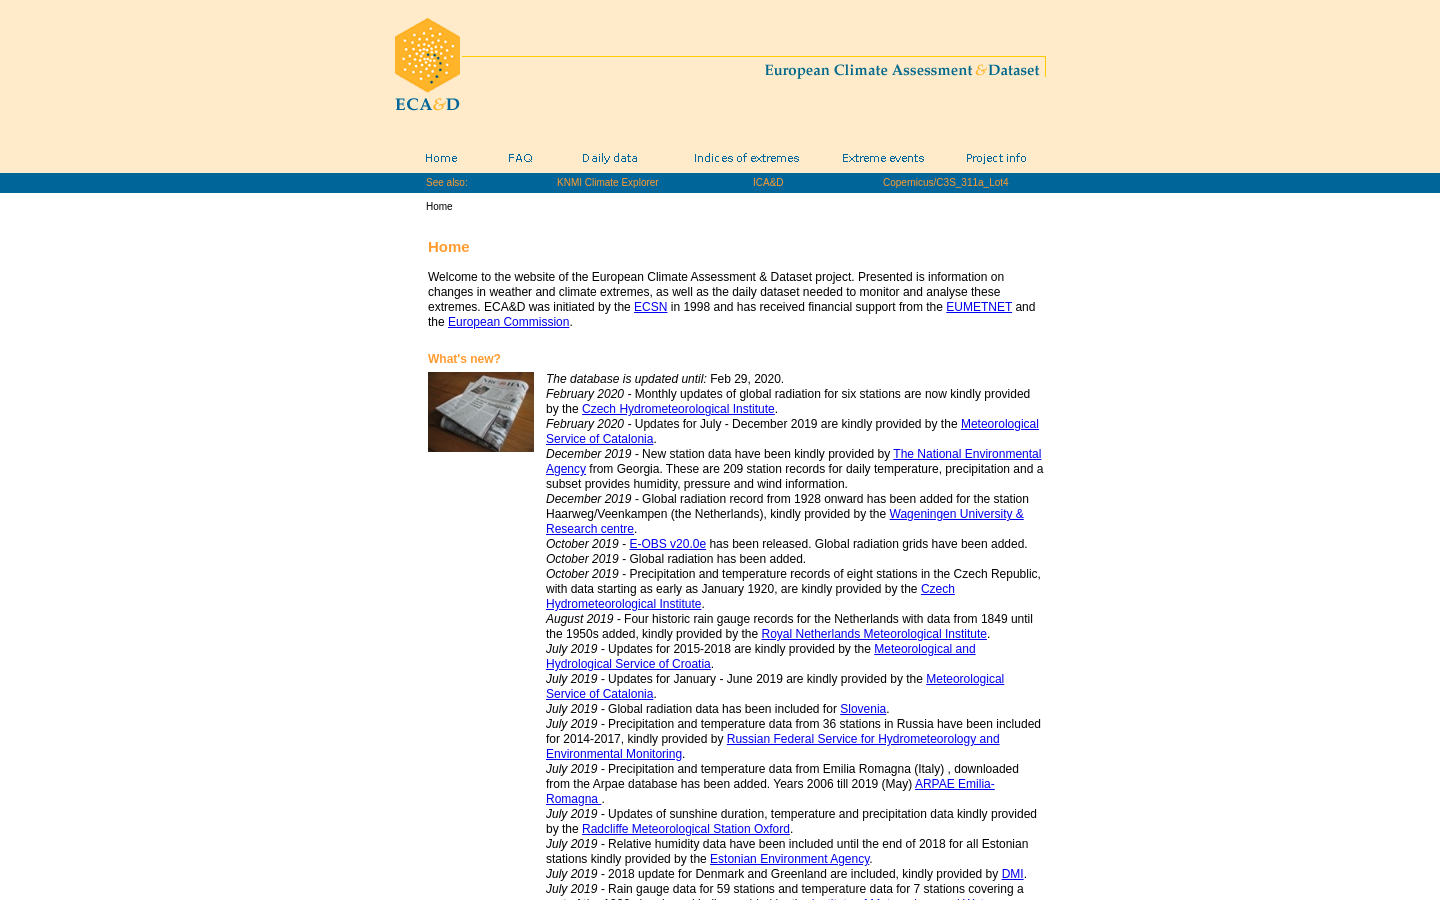 ECA&D
European Climate Assessment &Dataset
Home FAQ Daily data Indices of extremes Extreme events Project info
See also: KNMI Climate Explorer ICA&D Copernicus/C3S_311a_Lot4
Home
Home
Welcome to the website of the European Climate Assessment & Dataset project. Presented is information on
changes in weather and climate extremes, as well as the daily dataset needed to monitor and analyse these
extremes. ECA&D was initiated by the ECSN in 1998 and has received financial support from the EUMETNET and
the European Commission.
What's new?
The database is updated until: Feb 29, 2020.
February 2020 - Monthly updates of global radiation for six stations are now kindly provided
by the Czech Hydrometeorological Institute.
February 2020 - Updates for July - December 2019 are kindly provided by the Meteorological
Service of Catalonia.
December 2019 - New station data have been kindly provided by The National Environmental
Agency from Georgia. These are 209 station records for daily temperature, precipitation and a
subset provides humidity, pressure and wind information.
December 2019 - Global radiation record from 1928 onward has been added for the station
Haarweg/Veenkampen (the Netherlands), kindly provided by the Wageningen University &
Research centre.
October 2019 - E-OBS v20.0e has been released. Global radiation grids have been added.
October 2019 - Global radiation has been added.
October 2019 - Precipitation and temperature records of eight stations in the Czech Republic,
with data starting as early as January 1920, are kindly provided by the Czech
Hydrometeorological Institute.
August 2019 - Four historic rain gauge records for the Netherlands with data from 1849 until
the 1950s added, kindly provided by the Royal Netherlands Meteorological Institute.
July 2019 - Updates for 2015-2018 are kindly provided by the Meteorological and
Hydrological Service of Croatia.
July 2019 - Updates for January - June 2019 are kindly provided by the Meteorological
Service of Catalonia.
July 2019 - Global radiation data has been included for Slovenia.
July 2019 - Precipitation and temperature data from 36 stations in Russia have been included
for 2014-2017, kindly provided by Russian Federal Service for Hydrometeorology and
Environmental Monitoring.
July 2019 - Precipitation and temperature data from Emilia Romagna (Italy) , downloaded
from the Arpae database has been added. Years 2006 till 2019 (May) ARPAE Emilia-
Romagna .
July 2019 - Updates of sunshine duration, temperature and precipitation data kindly provided
by the Radcliffe Meteorological Station Oxford.
July 2019 - Relative humidity data have been included until the end of 2018 for all Estonian
stations kindly provided by the Estonian Environment Agency.
July 2019 - 2018 update for Denmark and Greenland are included, kindly provided by DMI.
July 2019 - Rain gauge data for 59 stations and temperature data for 7 stations covering a